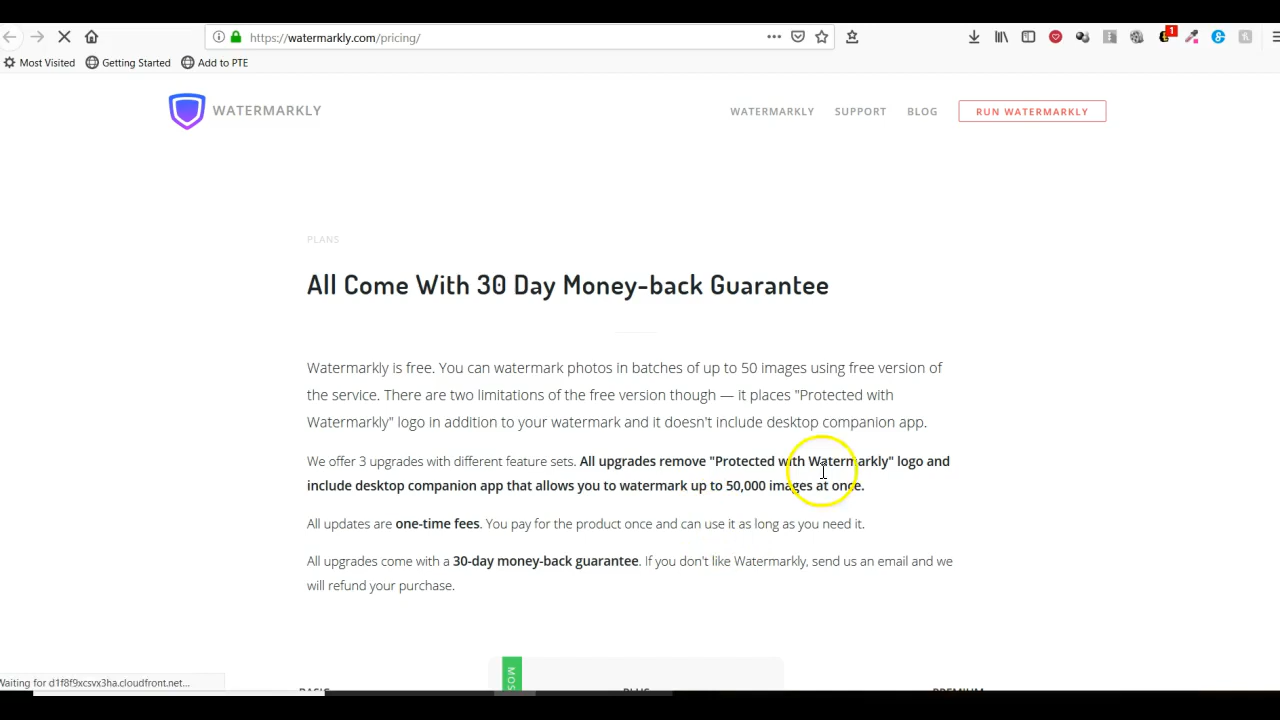 https://watermarkly.com/pricing/
1
Most Visited Getting Started Add to PTE
WATERMARKLY WATERMARKLY SUPPORT BLOG RUN WATERMARKLY
PLANS
All Come With 30 Day Money-back Guarantee
Watermarkly is free. You can watermark photos in batches of up to 50 images using free version of
the service. There are two limitations of the free version though — it places "Protected with
Watermarkly" logo in addition to your watermark and it doesn't include desktop companion app.
We offer 3 upgrades with different feature sets. All upgrades remove "Protected with Watermarkly" logo and
include desktop companion app that allows you to watermark up to 50,000 images at once.
All updates are one-time fees. You pay for the product once and can use it as long as you need it.
All upgrades come with a 30-day money-back guarantee. If you don't like Watermarkly, send us an email and we
will refund your purchase.
MOS
Waiting for d1f8f9xcsvx3ha.cloudfront.net...
BASIC PLUS PREMIUM